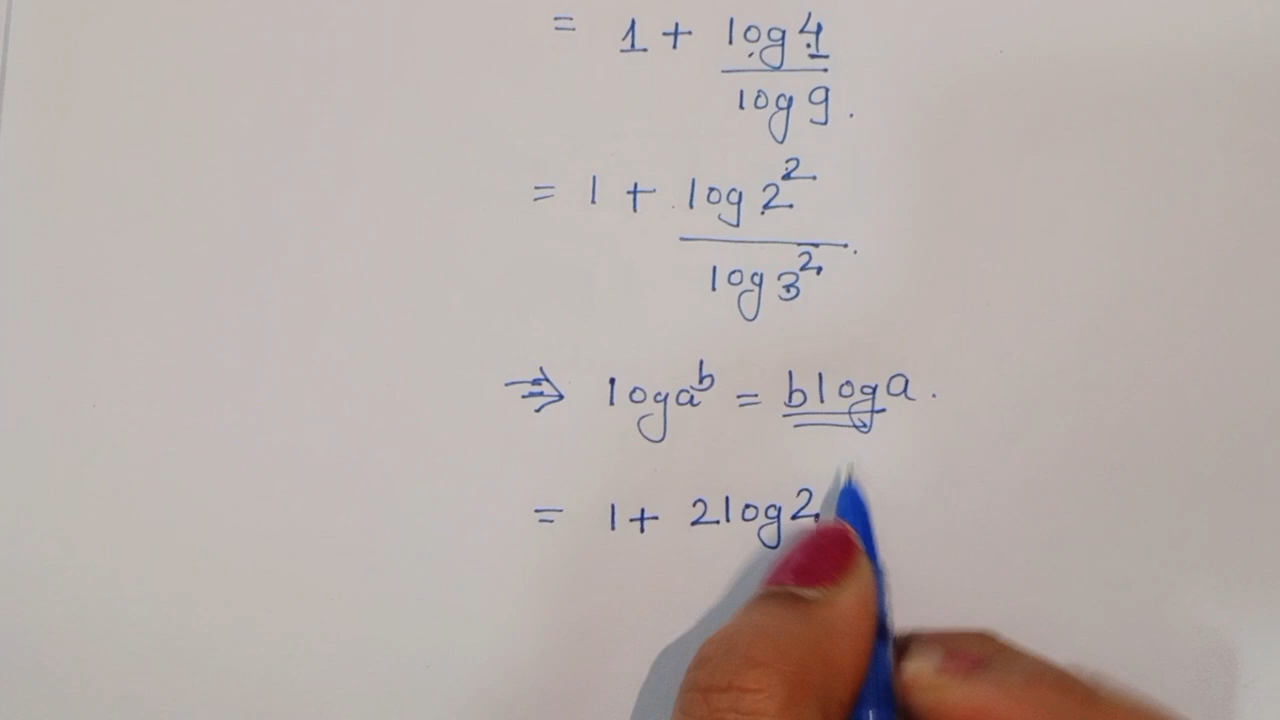 = 1 + log 4
log 9.
= 1 + log 2²
log 3²
⇒ log a^b = b log a.
= 1 + 2 log 2